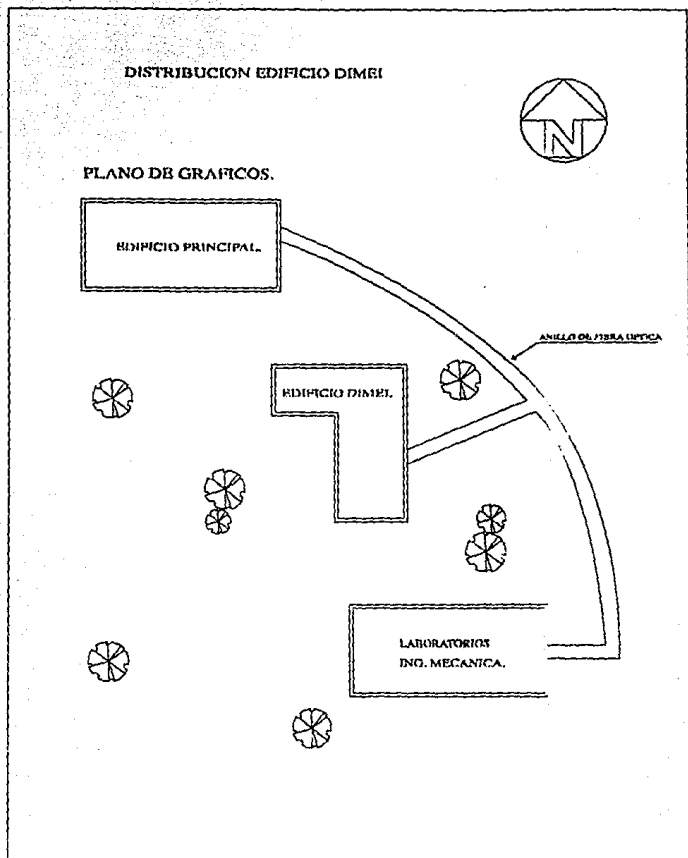 DISTRIBUCION EDIFICIO DIMEI
N
PLANO DE GRAFICOS.
EDIFICIO PRINCIPAL.
ANILLO DE FIBRA OPTICA
EDIFICIO DIMEI.
LABORATORIOS
ING. MECANICA.